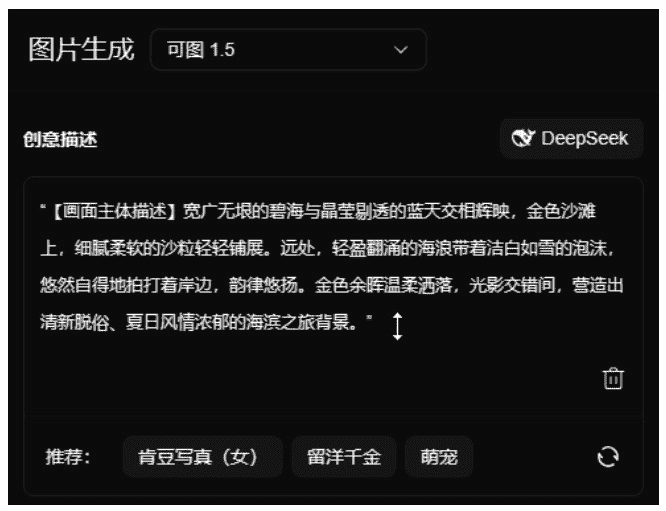 图片生成 可图 1.5
创意描述 DeepSeek
“【画面主体描述】宽广无垠的碧海与晶莹剔透的蓝天交相辉映，金色沙滩
上，细腻柔软的沙粒轻轻铺展。远处，轻盈翻涌的海浪带着洁白如雪的泡沫，
悠然自得地拍打着岸边，韵律悠扬。金色余晖温柔洒落，光影交错间，营造出
清新脱俗、夏日风情浓郁的海滨之旅背景。”
推荐： 肯豆写真（女） 留洋千金 萌宠